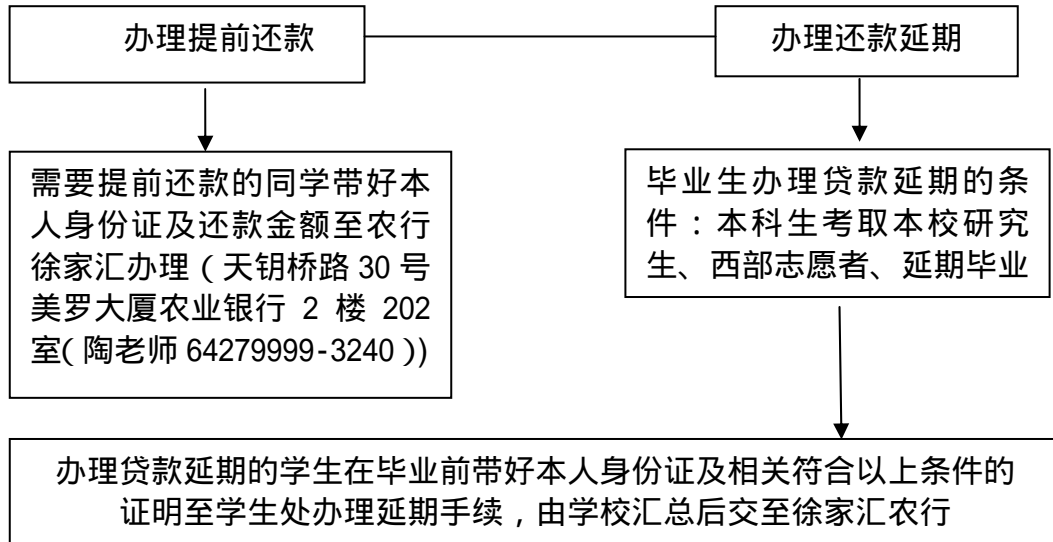 办理提前还款
办理还款延期
需要提前还款的同学带好本
人身份证及还款金额至农行
徐家汇办理（天钥桥路 30 号
美罗大厦农业银行 2 楼 202
室(陶老师 64279999-3240 ))
毕业生办理贷款延期的条
件：本科生考取本校研究
生、西部志愿者、延期毕业
办理贷款延期的学生在毕业前带好本人身份证及相关符合以上条件的
证明至学生处办理延期手续，由学校汇总后交至徐家汇农行